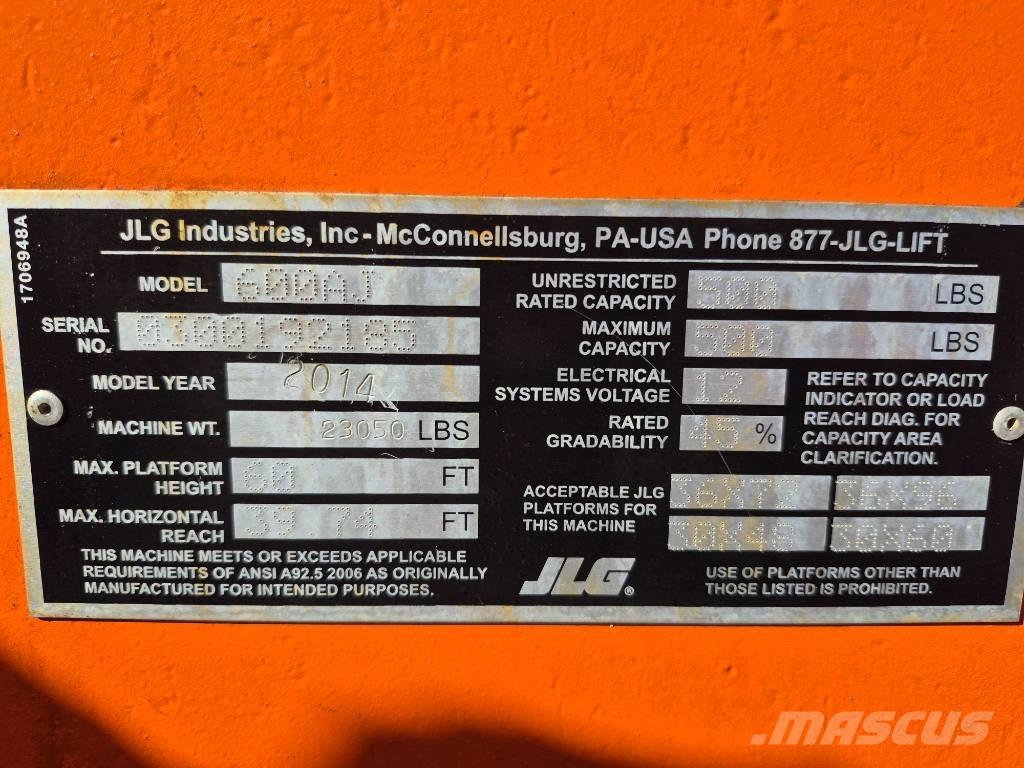 1706948A
JLG Industries, Inc - McConnellsburg, PA-USA Phone 877-JLG-LIFT
MODEL 600AJ
SERIAL NO. 0300192185
MODEL YEAR 2014
MACHINE WT. 23050 LBS
MAX. PLATFORM HEIGHT 60 FT
MAX. HORIZONTAL REACH 39.74 FT
THIS MACHINE MEETS OR EXCEEDS APPLICABLE
REQUIREMENTS OF ANSI A92.5 2006 AS ORIGINALLY
MANUFACTURED FOR INTENDED PURPOSES.
UNRESTRICTED RATED CAPACITY 500 LBS
MAXIMUM CAPACITY 500 LBS
ELECTRICAL SYSTEMS VOLTAGE 12
RATED GRADABILITY 45 %
REFER TO CAPACITY
INDICATOR OR LOAD
REACH DIAG. FOR
CAPACITY AREA
CLARIFICATION.
ACCEPTABLE JLG
PLATFORMS FOR
THIS MACHINE
36X72 36X96
30X48 30X60
JLG®
USE OF PLATFORMS OTHER THAN
THOSE LISTED IS PROHIBITED.
MASCUS